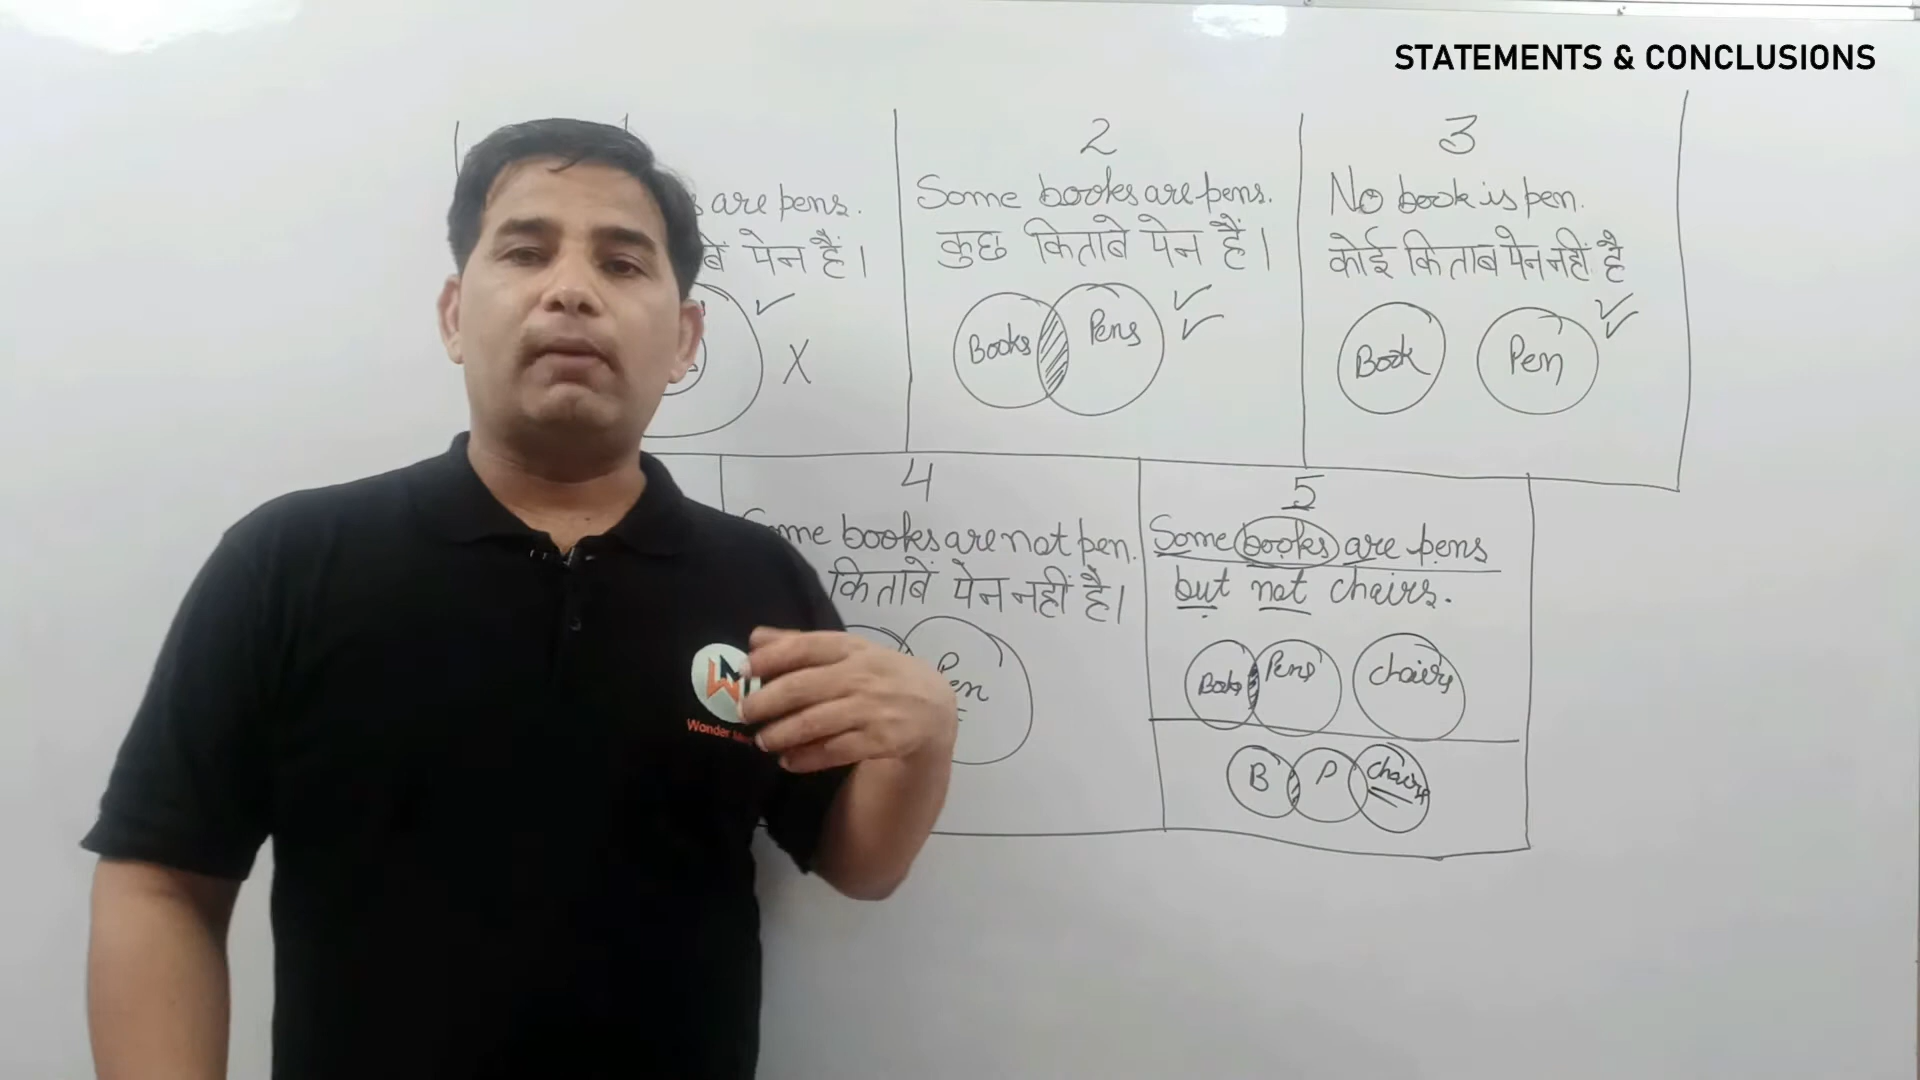 STATEMENTS & CONCLUSIONS
are pens.
पेन हैं।
X
2
Some books are pens.
कुछ किताबे पेन हैं।
Books
Pens
3
No book is pen.
कोई किताब पेन नहीं है
Book
Pen
4
books are not pen.
किताबें पेन नहीं है।
Pen
5
Some books are pens
but not chairs.
Books
Pens
chairs
B
P
chairs
W
Wonder